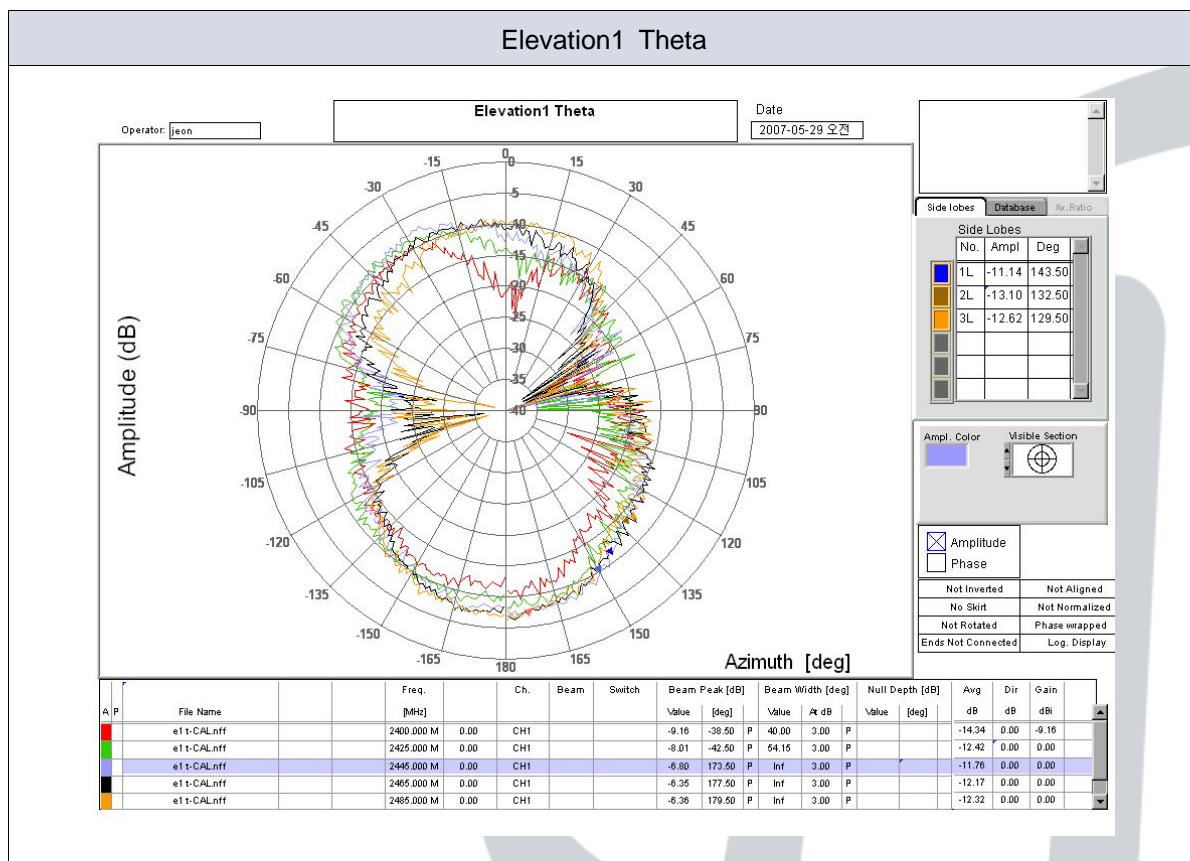 Elevation1 Theta
Elevation1 Theta
Operator: jeon
Date
2007-05-29 오전
0
-15
15
-30
30
-45
45
-60
60
-75
75
-90
90
-105
105
-120
120
-135
135
-150
150
-165
180
165
-0
-5
-10
-15
-20
-25
-30
-35
-40
Amplitude (dB)
Azimuth [deg]
Side lobes Database Ax.Ratio
Side Lobes
No. Ampl Deg
1L -11.14 143.50
2L -13.10 132.50
3L -12.62 129.50
Ampl. Color Visible Section
Amplitude
Phase
Not Inverted Not Aligned
No Skirt Not Normalized
Not Rotated Phase wrapped
Ends Not Connected Log. Display
Freq. Ch. Beam Switch Beam Peak [dB] Beam Width [deg] Null Depth [dB] Avg Dir Gain
A P File Name [MHz] Value [deg] Value At dB Value [deg] dB dB dBi
e1 t-CAL.nff 2400.000 M 0.00 CH1 -9.16 -38.50 P 40.00 3.00 P -14.34 0.00 -9.16
e1 t-CAL.nff 2425.000 M 0.00 CH1 -8.01 -42.50 P 54.15 3.00 P -12.42 0.00 0.00
e1 t-CAL.nff 2445.000 M 0.00 CH1 -6.80 173.50 P Inf 3.00 P -11.76 0.00 0.00
e1 t-CAL.nff 2465.000 M 0.00 CH1 -6.35 177.50 P Inf 3.00 P -12.17 0.00 0.00
e1 t-CAL.nff 2485.000 M 0.00 CH1 -6.36 179.50 P Inf 3.00 P -12.32 0.00 0.00